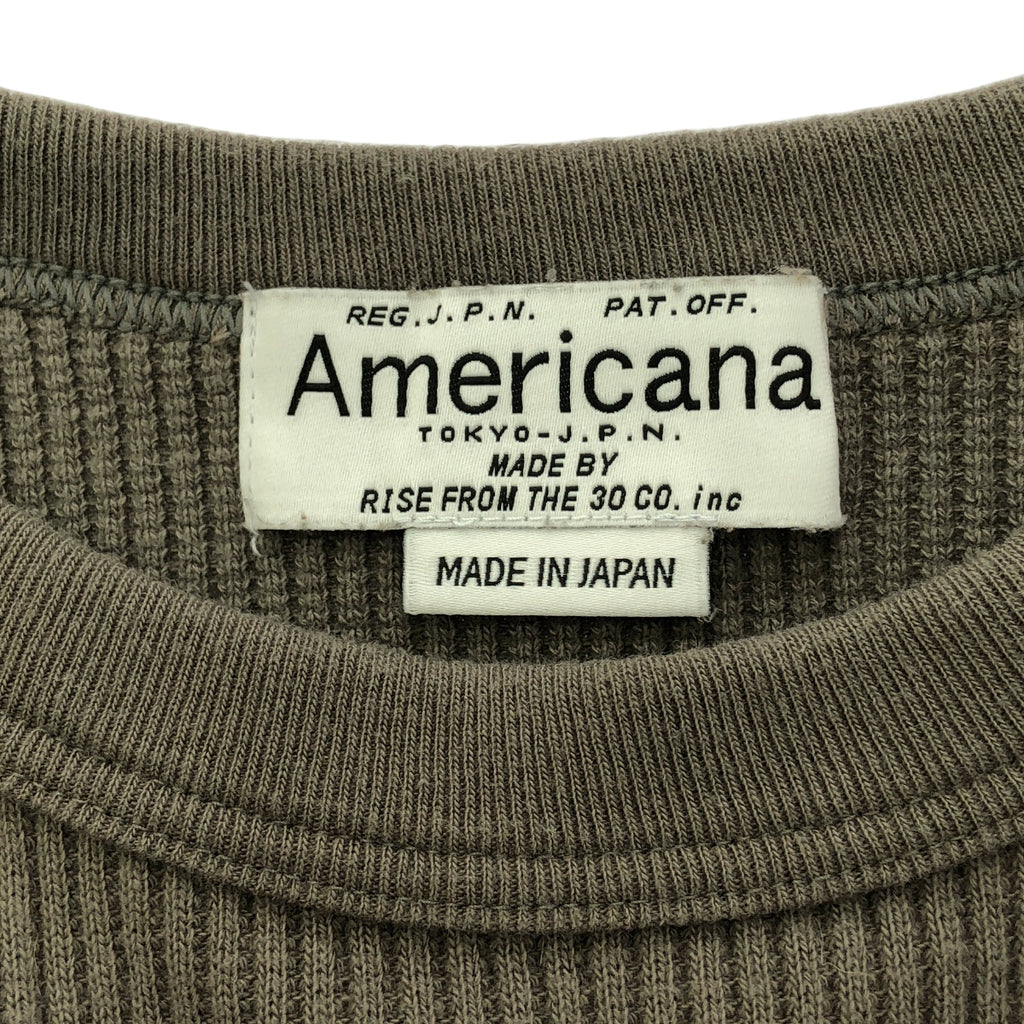 REG.J.P.N. PAT.OFF.
Americana
TOKYO-J.P.N.
MADE BY
RISE FROM THE 30 CO. inc
MADE IN JAPAN